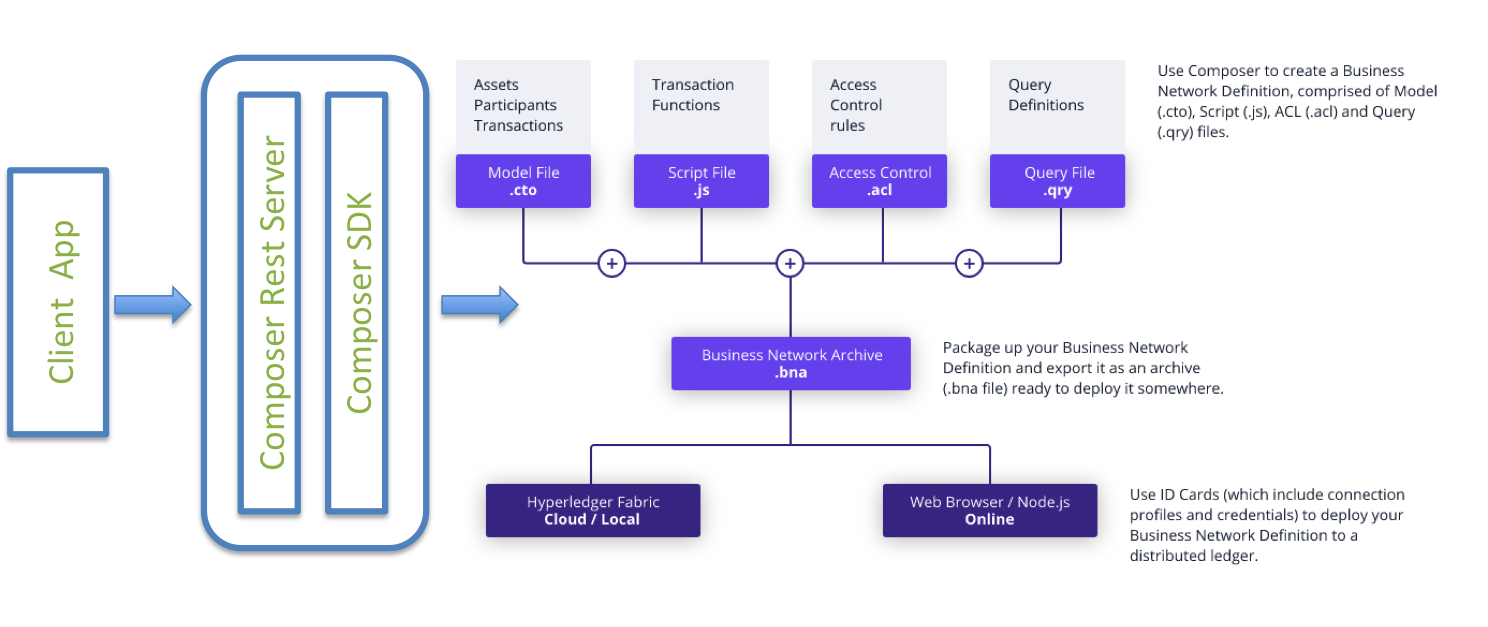 Client App
Composer Rest Server
Composer SDK
Assets
Participants
Transactions
Model File
.cto
Transaction
Functions
Script File
.js
Access
Control
rules
Access Control
.acl
Query
Definitions
Query File
.qry
Use Composer to create a Business
Network Definition, comprised of Model
(.cto), Script (.js), ACL (.acl) and Query
(.qry) files.
+
+
+
Business Network Archive
.bna
Package up your Business Network
Definition and export it as an archive
(.bna file) ready to deploy it somewhere.
Hyperledger Fabric
Cloud / Local
Web Browser / Node.js
Online
Use ID Cards (which include connection
profiles and credentials) to deploy your
Business Network Definition to a
distributed ledger.